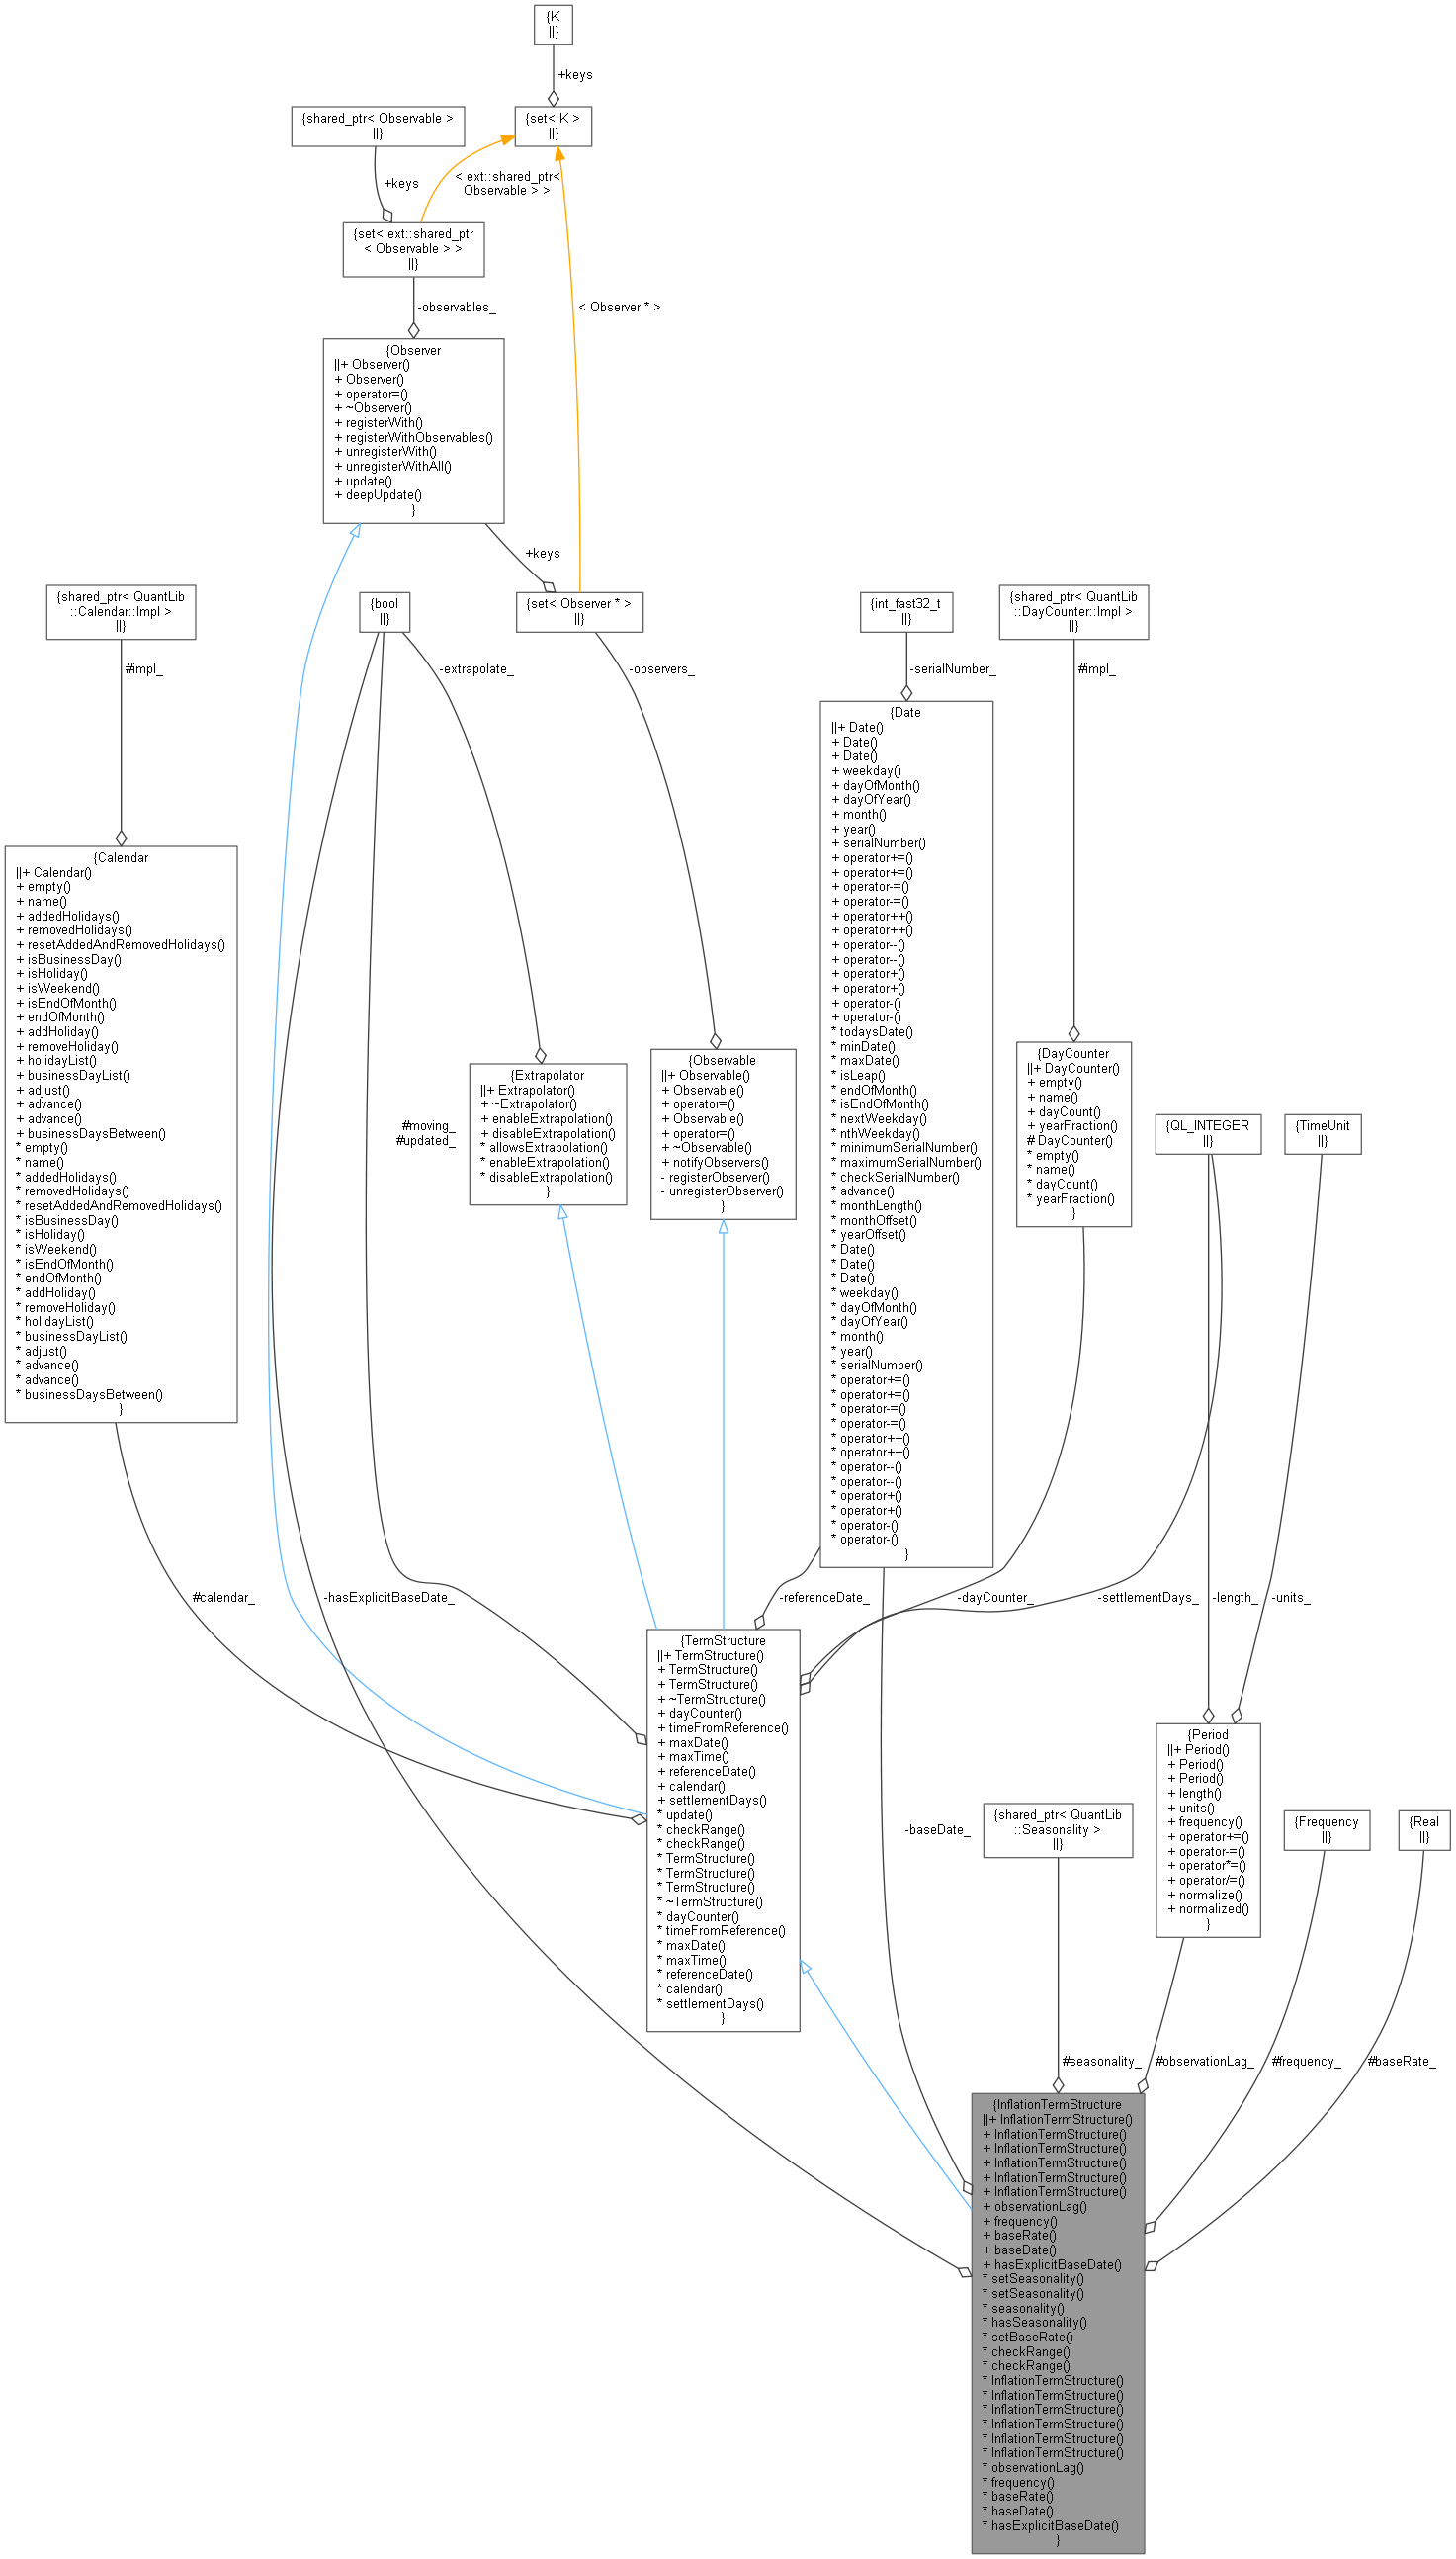 {K
||}
+keys
{shared_ptr< Observable >
||}
{set< K >
||}
+keys
< ext::shared_ptr<
Observable > >
{set< ext::shared_ptr
< Observable > >
||}
-observables_
< Observer * >
{Observer
||+ Observer()
+ Observer()
+ operator=()
+ ~Observer()
+ registerWith()
+ registerWithObservables()
+ unregisterWith()
+ unregisterWithAll()
+ update()
+ deepUpdate()
}
+keys
{shared_ptr< QuantLib
::Calendar::Impl >
||}
{bool
||}
{set< Observer * >
||}
{int_fast32_t
||}
{shared_ptr< QuantLib
::DayCounter::Impl >
||}
#impl_
-extrapolate_
-observers_
-serialNumber_
#impl_
{Calendar
||+ Calendar()
+ empty()
+ name()
+ addedHolidays()
+ removedHolidays()
+ resetAddedAndRemovedHolidays()
+ isBusinessDay()
+ isHoliday()
+ isWeekend()
+ isEndOfMonth()
+ endOfMonth()
+ addHoliday()
+ removeHoliday()
+ holidayList()
+ businessDayList()
+ adjust()
+ advance()
+ advance()
+ businessDaysBetween()
* empty()
* name()
* addedHolidays()
* removedHolidays()
* resetAddedAndRemovedHolidays()
* isBusinessDay()
* isHoliday()
* isWeekend()
* isEndOfMonth()
* endOfMonth()
* addHoliday()
* removeHoliday()
* holidayList()
* businessDayList()
* adjust()
* advance()
* advance()
* businessDaysBetween()
}
#moving_
#updated_
{Extrapolator
||+ Extrapolator()
+ ~Extrapolator()
+ enableExtrapolation()
+ disableExtrapolation()
* allowsExtrapolation()
* enableExtrapolation()
* disableExtrapolation()
}
{Observable
||+ Observable()
+ Observable()
+ operator=()
+ Observable()
+ operator=()
+ ~Observable()
+ notifyObservers()
- registerObserver()
- unregisterObserver()
}
{Date
||+ Date()
+ Date()
+ Date()
+ weekday()
+ dayOfMonth()
+ dayOfYear()
+ month()
+ year()
+ serialNumber()
+ operator+=()
+ operator+=()
+ operator-=()
+ operator-=()
+ operator++()
+ operator++()
+ operator--()
+ operator--()
+ operator+()
+ operator+()
+ operator-()
+ operator-()
* todaysDate()
* minDate()
* maxDate()
* isLeap()
* endOfMonth()
* isEndOfMonth()
* nextWeekday()
* nthWeekday()
* minimumSerialNumber()
* maximumSerialNumber()
* checkSerialNumber()
* advance()
* monthLength()
* monthOffset()
* yearOffset()
* Date()
* Date()
* Date()
* weekday()
* dayOfMonth()
* dayOfYear()
* month()
* year()
* serialNumber()
* operator+=()
* operator+=()
* operator-=()
* operator-=()
* operator++()
* operator++()
* operator--()
* operator--()
* operator+()
* operator+()
* operator-()
* operator-()
}
{DayCounter
||+ DayCounter()
+ empty()
+ name()
+ dayCount()
+ yearFraction()
# DayCounter()
* empty()
* name()
* dayCount()
* yearFraction()
}
{QL_INTEGER
||}
{TimeUnit
||}
#calendar_
-hasExplicitBaseDate_
-referenceDate_
-dayCounter_
-settlementDays_
-length_
-units_
{TermStructure
||+ TermStructure()
+ TermStructure()
+ TermStructure()
+ ~TermStructure()
+ dayCounter()
+ timeFromReference()
+ maxDate()
+ maxTime()
+ referenceDate()
+ calendar()
+ settlementDays()
* update()
* checkRange()
* checkRange()
* TermStructure()
* TermStructure()
* TermStructure()
* ~TermStructure()
* dayCounter()
* timeFromReference()
* maxDate()
* maxTime()
* referenceDate()
* calendar()
* settlementDays()
}
-baseDate_
{shared_ptr< QuantLib
::Seasonality >
||}
{Period
||+ Period()
+ Period()
+ Period()
+ length()
+ units()
+ frequency()
+ operator+=()
+ operator-=()
+ operator*=()
+ operator/=()
+ normalize()
+ normalized()
}
{Frequency
||}
{Real
||}
#seasonality_
#observationLag_
#frequency_
#baseRate_
{InflationTermStructure
||+ InflationTermStructure()
+ InflationTermStructure()
+ InflationTermStructure()
+ InflationTermStructure()
+ InflationTermStructure()
+ InflationTermStructure()
+ observationLag()
+ frequency()
+ baseRate()
+ baseDate()
+ hasExplicitBaseDate()
* setSeasonality()
* setSeasonality()
* seasonality()
* hasSeasonality()
* setBaseRate()
* checkRange()
* checkRange()
* InflationTermStructure()
* InflationTermStructure()
* InflationTermStructure()
* InflationTermStructure()
* InflationTermStructure()
* InflationTermStructure()
* observationLag()
* frequency()
* baseRate()
* baseDate()
* hasExplicitBaseDate()
}